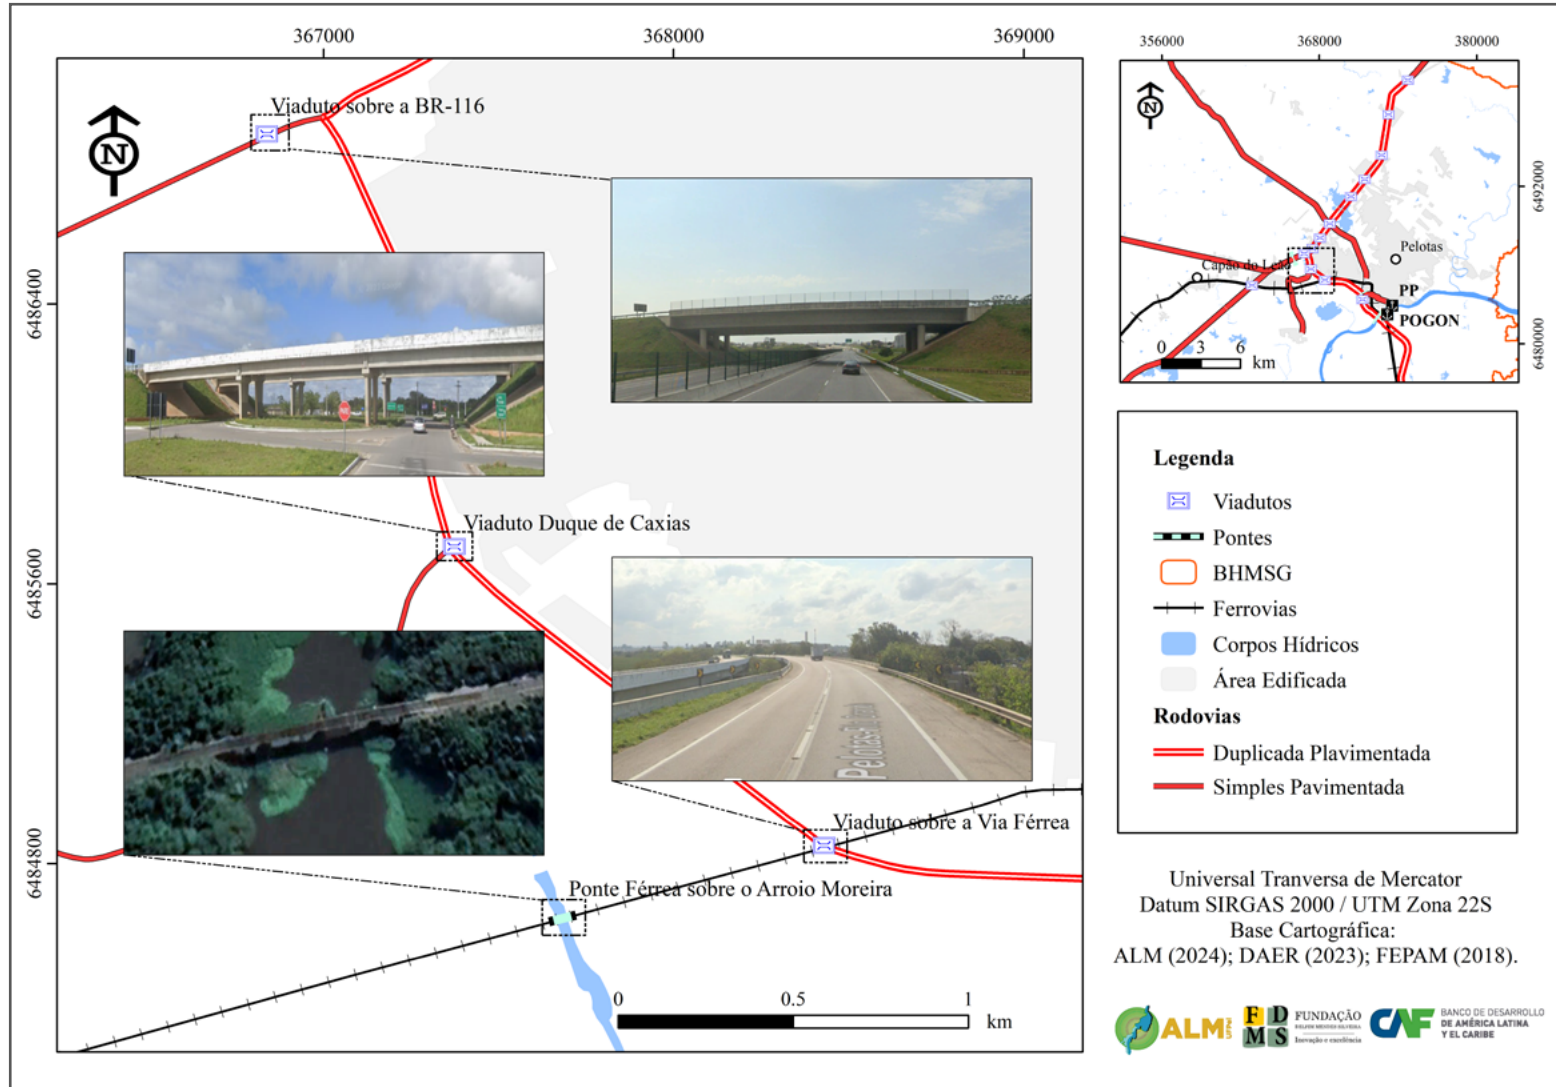 367000
368000
369000
6486400
6485600
6484800
Viaduto sobre a BR-116
N
Viaduto Duque de Caxias
Pelotas
Viaduto sobre a Via Férrea
Ponte Férrea sobre o Arroio Moreira
0
0.5
1
km
356000
368000
380000
6492000
6480000
N
Pelotas
Capão do Leão
PP
POGON
0
3
6
km
Legenda
Viadutos
Pontes
BHMSG
Ferrovias
Corpos Hídricos
Área Edificada
Rodovias
Duplicada Plavimentada
Simples Pavimentada
Universal Tranversa de Mercator
Datum SIRGAS 2000 / UTM Zona 22S
Base Cartográfica:
ALM (2024); DAER (2023); FEPAM (2018).
ALM
UFPel
F D
M S
FUNDAÇÃO
Inovação e excelência
CAF
BANCO DE DESARROLLO
DE AMÉRICA LATINA
Y EL CARIBE